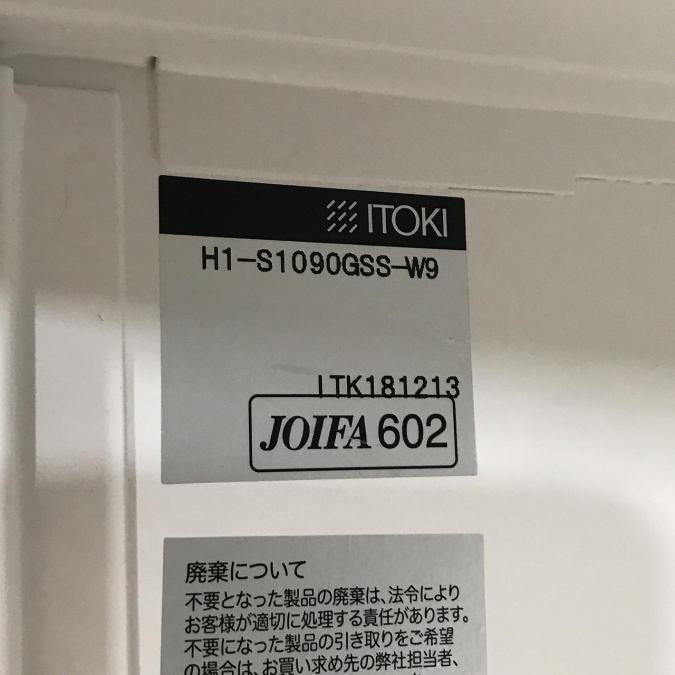 ITOKI
H1-S1090GSS-W9
ITK181213
JOIFA 602
廃棄について
不要となった製品の廃棄は、法令により
お客様が適切に処理する責任があります。
不要になった製品の引き取りをご希望
の場合は、お買い求め先の弊社担当者、